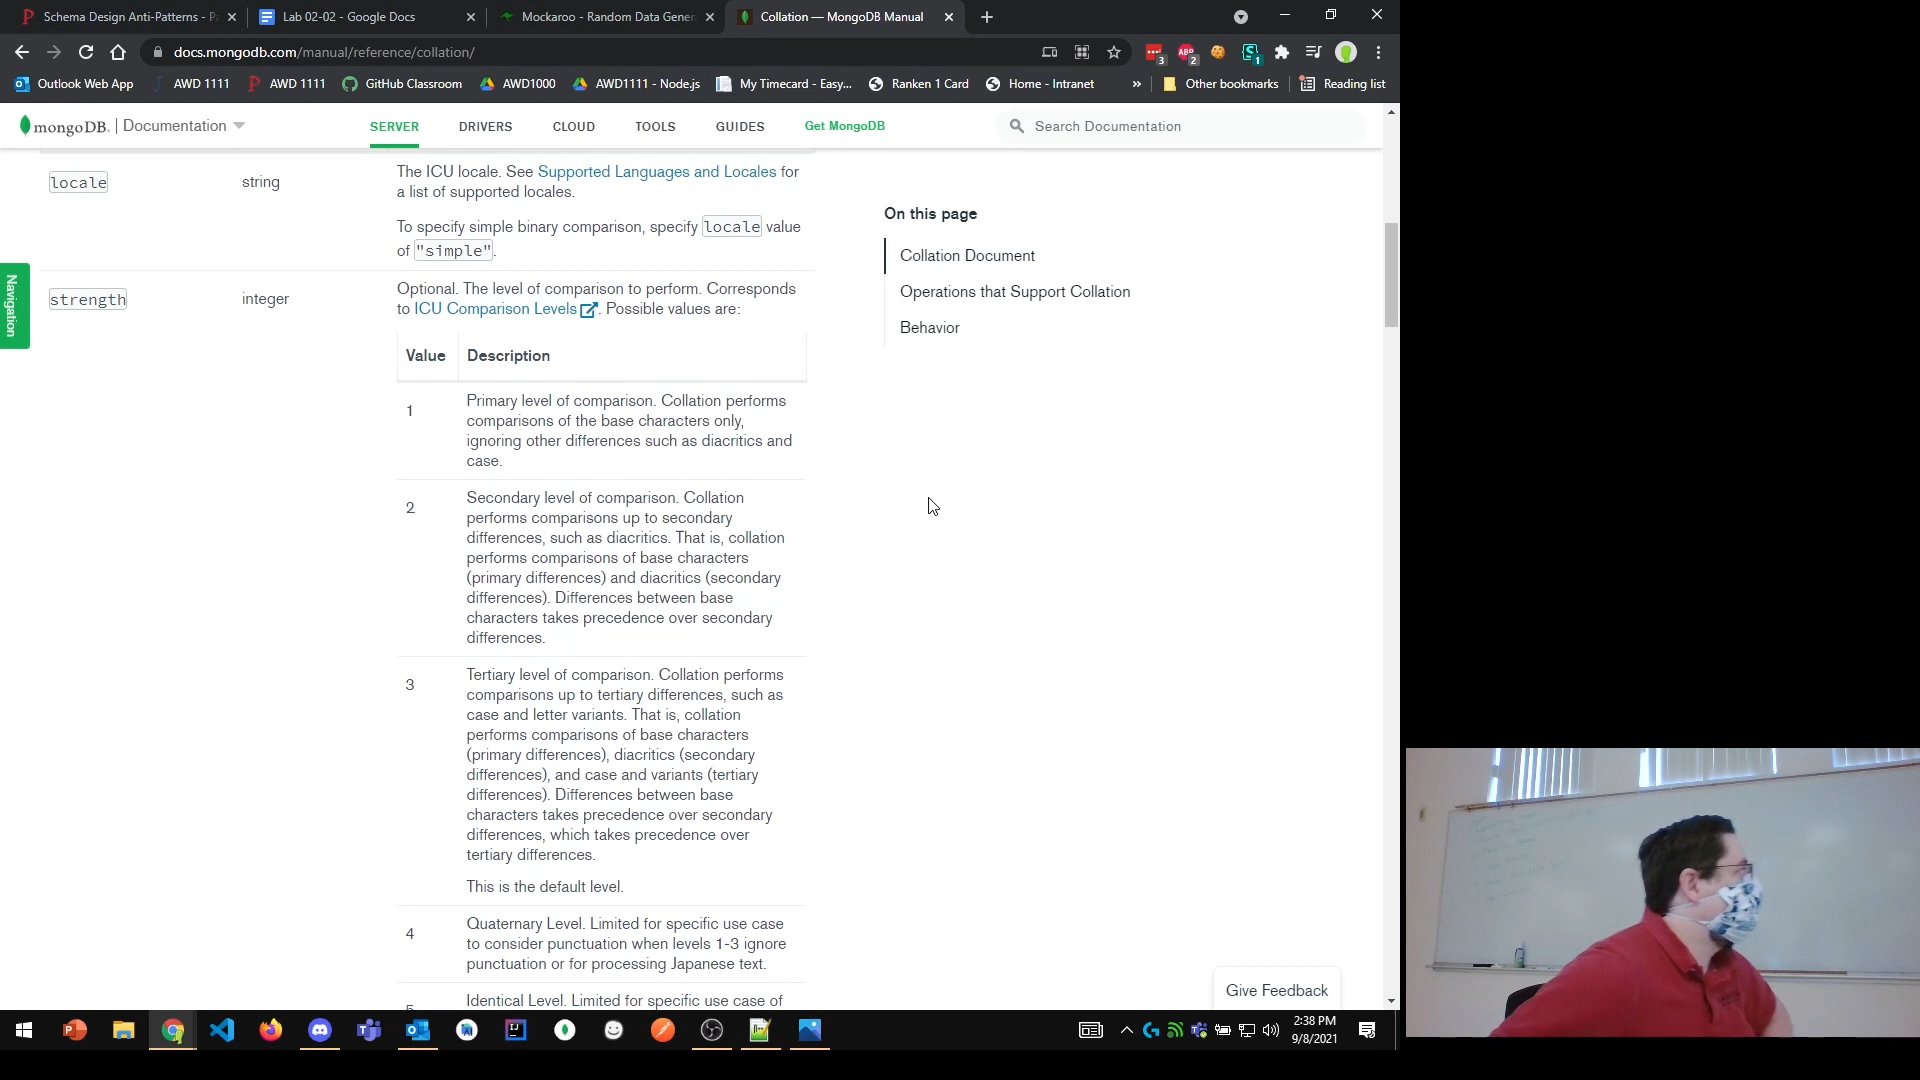 Schema Design Anti-Patterns - P
Lab 02-02 - Google Docs
Mockaroo - Random Data Gener
Collation — MongoDB Manual
docs.mongodb.com/manual/reference/collation/
3
ABP
2
1
Outlook Web App
AWD 1111
AWD 1111
GitHub Classroom
AWD1000
AWD1111 - Node.js
My Timecard - Easy...
Ranken 1 Card
Home - Intranet
»
Other bookmarks
Reading list
mongoDB. | Documentation
SERVER
DRIVERS
CLOUD
TOOLS
GUIDES
Get MongoDB
Search Documentation
Navigation
locale
string
The ICU locale. See Supported Languages and Locales for
a list of supported locales.
To specify simple binary comparison, specify locale value
of "simple".
strength
integer
Optional. The level of comparison to perform. Corresponds
to ICU Comparison Levels. Possible values are:
Value
Description
1
Primary level of comparison. Collation performs
comparisons of the base characters only,
ignoring other differences such as diacritics and
case.
2
Secondary level of comparison. Collation
performs comparisons up to secondary
differences, such as diacritics. That is, collation
performs comparisons of base characters
(primary differences) and diacritics (secondary
differences). Differences between base
characters takes precedence over secondary
differences.
3
Tertiary level of comparison. Collation performs
comparisons up to tertiary differences, such as
case and letter variants. That is, collation
performs comparisons of base characters
(primary differences), diacritics (secondary
differences), and case and variants (tertiary
differences). Differences between base
characters takes precedence over secondary
differences, which takes precedence over
tertiary differences.
This is the default level.
4
Quaternary Level. Limited for specific use case
to consider punctuation when levels 1-3 ignore
punctuation or for processing Japanese text.
5
Identical Level. Limited for specific use case of
On this page
Collation Document
Operations that Support Collation
Behavior
Give Feedback
2:38 PM
9/8/2021